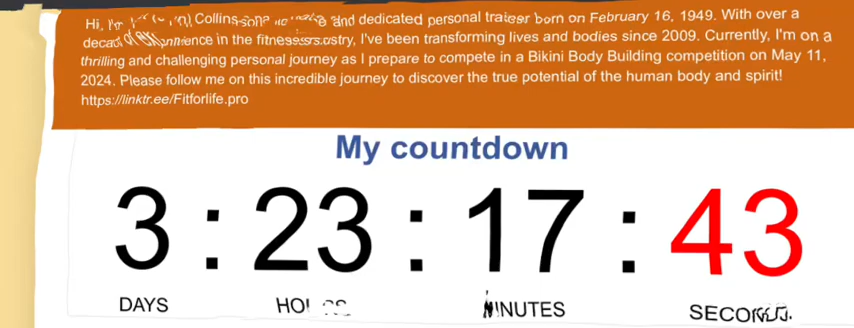 Hi, I'm Collins and dedicated personal trainer born on February 16, 1949. With over a
in the fitness I've been transforming lives and bodies since 2009. Currently, I'm on a
thrilling and challenging personal journey as I prepare to compete in a Bikini Body Building competition on May 11,
2024. Please follow me on this incredible journey to discover the true potential of the human body and spirit!
https://linktr.ee/Fitforlife.pro
My countdown
3 : 23 : 17 : 43
DAYS MINUTES